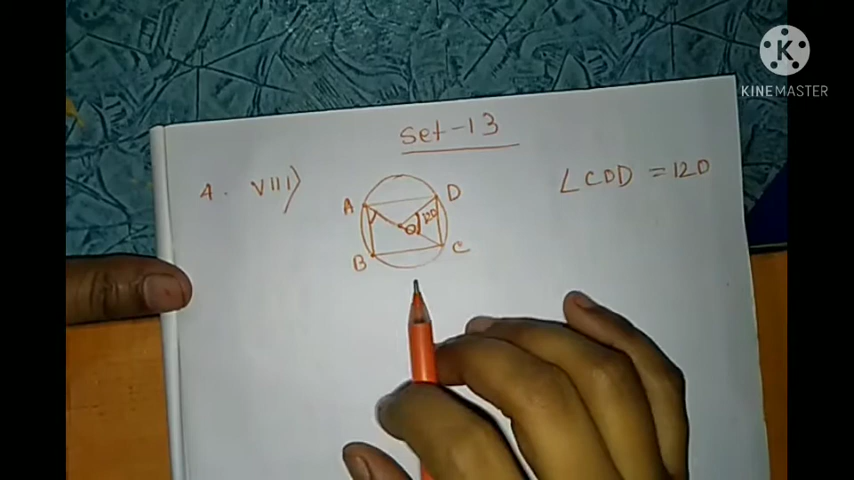 K
KINEMASTER
Set-13
4. VIII)
∠COD = 120
A
D
O
120
B
C